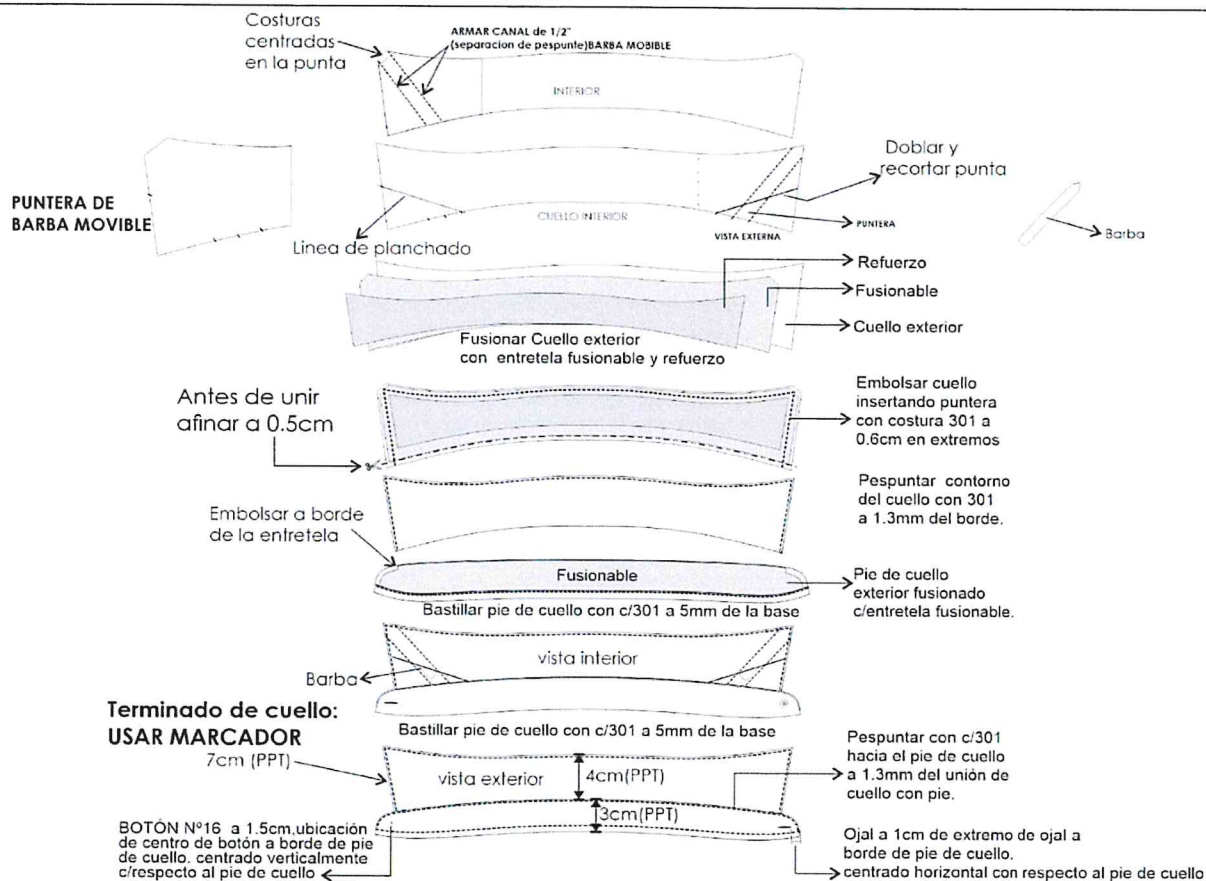 Costuras
centradas
en la punta
ARMAR CANAL de 1/2"
(separacion de pespunte)BARBA MOBIBLE
INTERIOR
PUNTERA DE
BARBA MOVIBLE
Doblar y
recortar punta
CUELLO INTERIOR
PUNTERA
VISTA EXTERNA
Linea de planchado
Barba
Refuerzo
Fusionable
Cuello exterior
Fusionar Cuello exterior
con entretela fusionable y refuerzo
Antes de unir
afinar a 0.5cm
Embolsar cuello
insertando puntera
con costura 301 a
0.6cm en extremos
Pespuntar contorno
del cuello con 301
a 1.3mm del borde.
Embolsar a borde
de la entretela
Fusionable
Pie de cuello
exterior fusionado
c/entretela fusionable.
Bastillar pie de cuello con c/301 a 5mm de la base
vista interior
Barba
Bastillar pie de cuello con c/301 a 5mm de la base
Terminado de cuello:
USAR MARCADOR
7cm (PPT)
vista exterior
4cm(PPT)
3cm(PPT)
Pespuntar con c/301
hacia el pie de cuello
a 1.3mm del unión de
cuello con pie.
BOTÓN Nº16 a 1.5cm,ubicación
de centro de botón a borde de pie
de cuello. centrado verticalmente
c/respecto al pie de cuello
Ojal a 1cm de extremo de ojal a
borde de pie de cuello.
centrado horizontal con respecto al pie de cuello